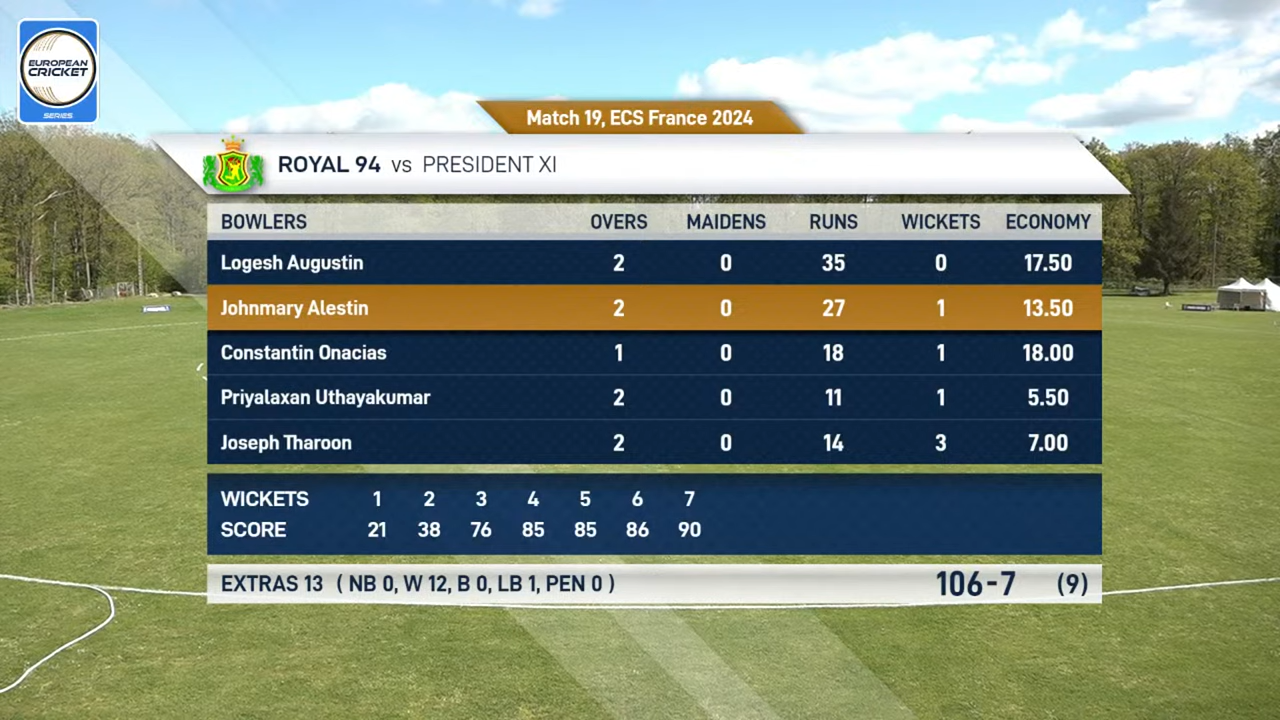 EUROPEAN
CRICKET
SERIES
Match 19, ECS France 2024
ROYAL 94 vs PRESIDENT XI
BOWLERS OVERS MAIDENS RUNS WICKETS ECONOMY
Logesh Augustin 2 0 35 0 17.50
Johnmary Alestin 2 0 27 1 13.50
Constantin Onacias 1 0 18 1 18.00
Priyalaxan Uthayakumar 2 0 11 1 5.50
Joseph Tharoon 2 0 14 3 7.00
WICKETS 1 2 3 4 5 6 7
SCORE 21 38 76 85 85 86 90
EXTRAS 13 ( NB 0, W 12, B 0, LB 1, PEN 0 ) 106-7 (9)